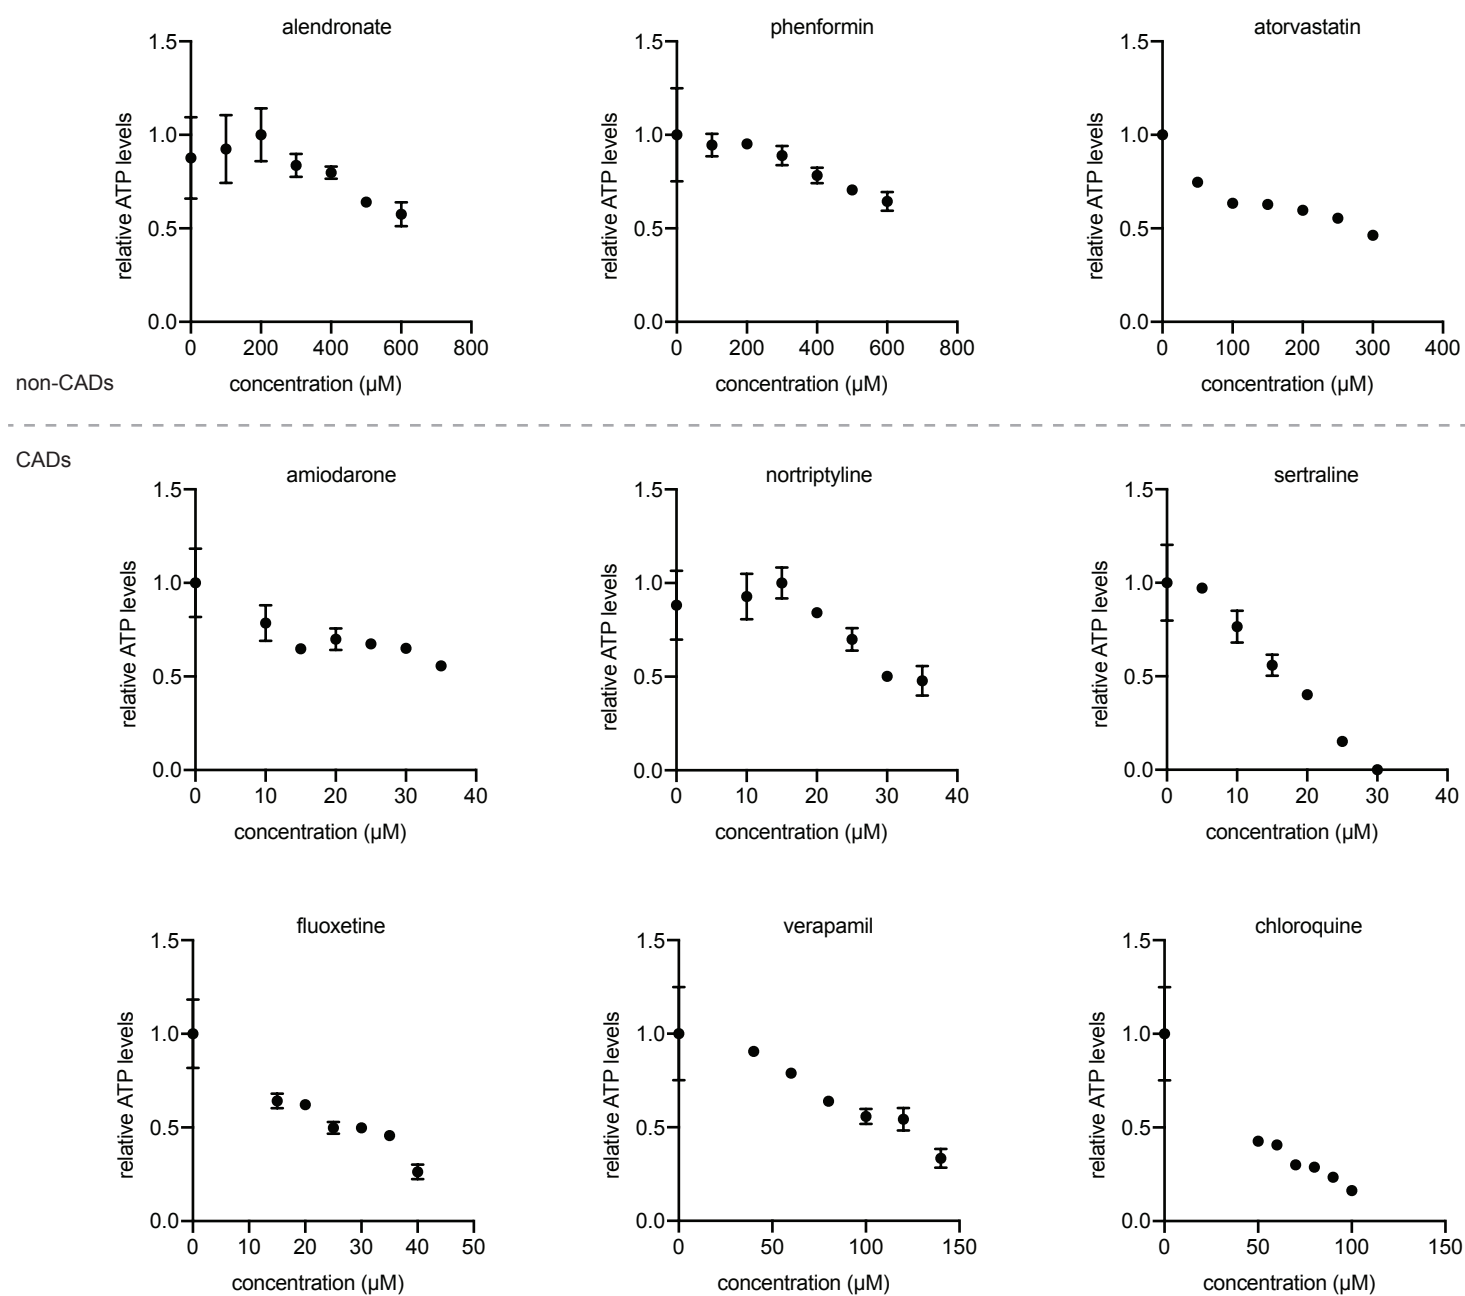 alendronate
1.5
1.0
0.5
0.0
relative ATP levels
0 200 400 600 800
concentration (µM)
phenformin
1.5
1.0
0.5
0.0
relative ATP levels
0 200 400 600 800
concentration (µM)
atorvastatin
1.5
1.0
0.5
0.0
relative ATP levels
0 100 200 300 400
concentration (µM)
non-CADs
CADs
amiodarone
1.5
1.0
0.5
0.0
relative ATP levels
0 10 20 30 40
concentration (µM)
nortriptyline
1.5
1.0
0.5
0.0
relative ATP levels
0 10 20 30 40
concentration (µM)
sertraline
1.5
1.0
0.5
0.0
relative ATP levels
0 10 20 30 40
concentration (µM)
fluoxetine
1.5
1.0
0.5
0.0
relative ATP levels
0 10 20 30 40 50
concentration (µM)
verapamil
1.5
1.0
0.5
0.0
relative ATP levels
0 50 100 150
concentration (µM)
chloroquine
1.5
1.0
0.5
0.0
relative ATP levels
0 50 100 150
concentration (µM)